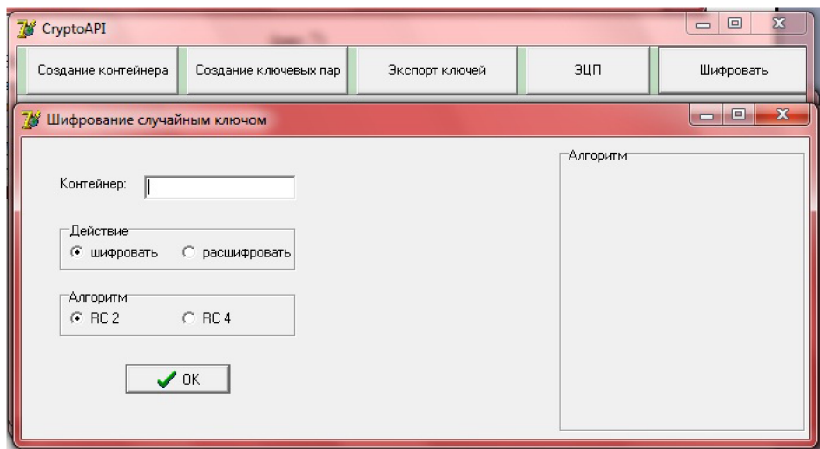 CryptoAPI
Создание контейнера Создание ключевых пар Экспорт ключей ЭЦП Шифровать
Шифрование случайным ключом
Алгоритм
Контейнер:
Действие
шифровать расшифровать
Алгоритм
RC 2 RC 4
OK